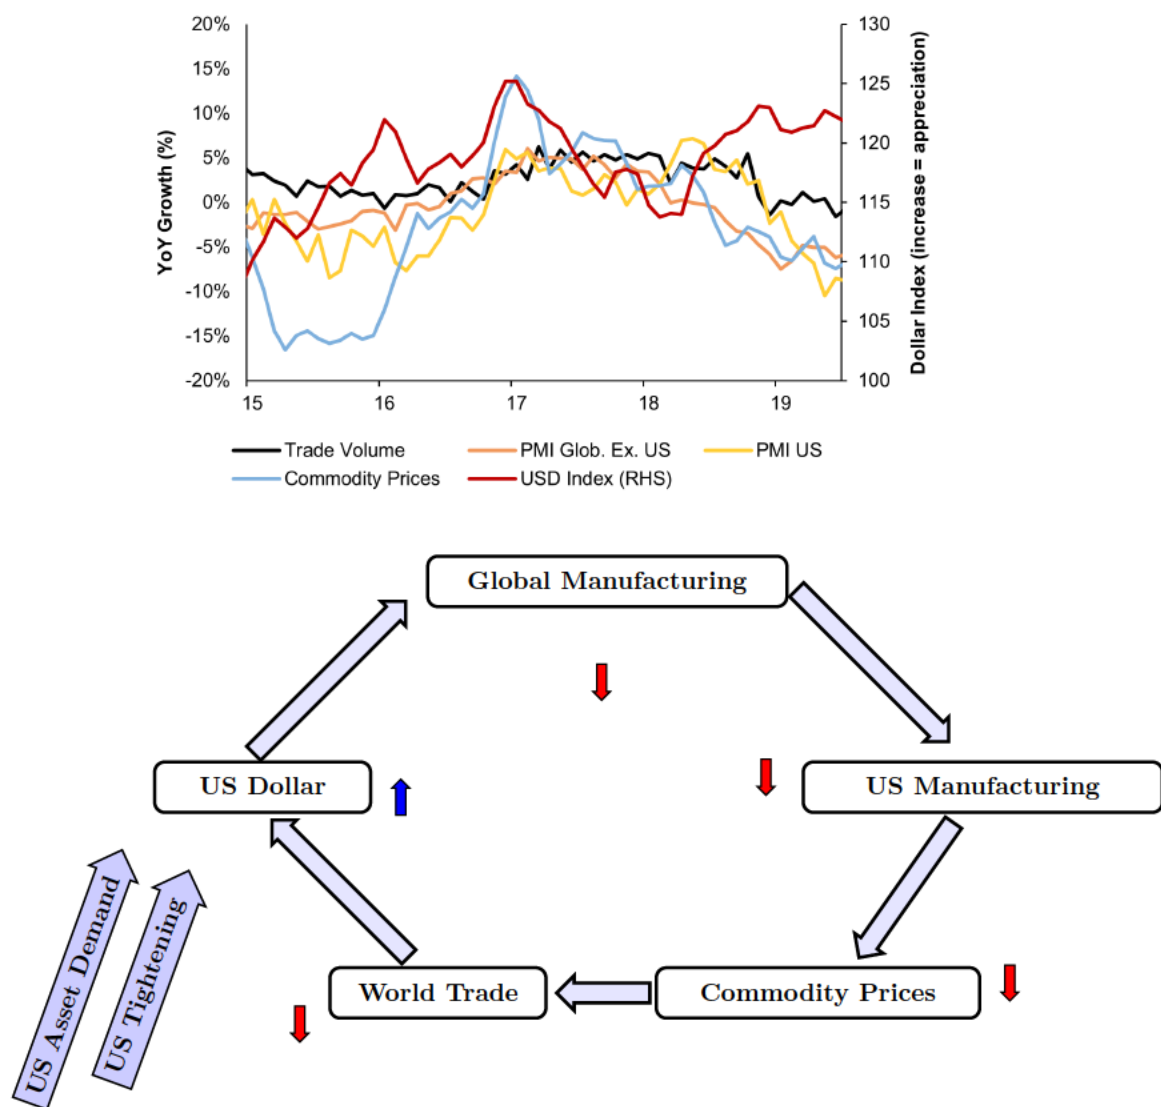 20%
15%
10%
5%
0%
-5%
-10%
-15%
-20%
YoY Growth (%)
130
125
120
115
110
105
100
Dollar Index (increase = appreciation)
15 16 17 18 19
Trade Volume PMI Glob. Ex. US PMI US
Commodity Prices USD Index (RHS)
Global Manufacturing
US Dollar
US Manufacturing
US Asset Demand
US Tightening
World Trade
Commodity Prices